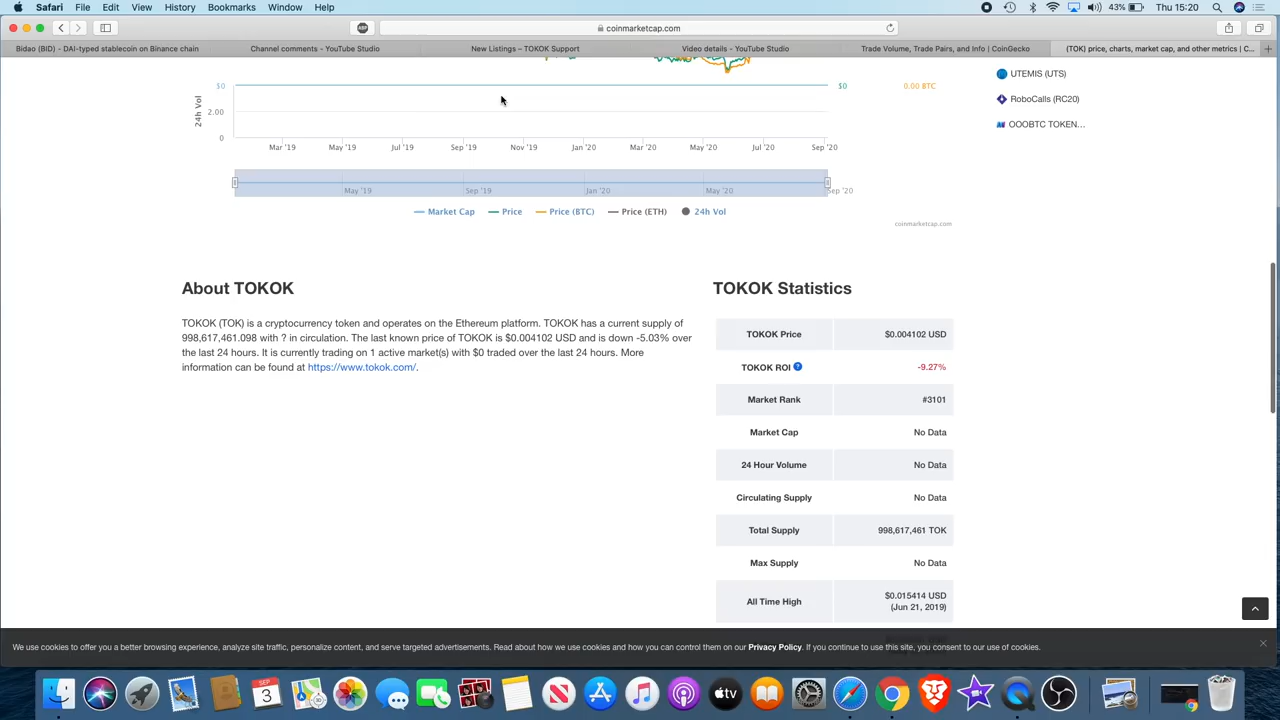 Safari File Edit View History Bookmarks Window Help 43% Thu 15:20
coinmarketcap.com
Bidao (BID) - DAI-typed stablecoin on Binance chain Channel comments - YouTube Studio New Listings – TOKOK Support Video details - YouTube Studio Trade Volume, Trade Pairs, and Info | CoinGecko (TOK) price, charts, market cap, and other metrics | C...
UTEMIS (UTS)
RoboCalls (RC20)
OOOBTC TOKEN...
$0 $0 0.00 BTC
24h Vol
2.00
0
Mar '19 May '19 Jul '19 Sep '19 Nov '19 Jan '20 Mar '20 May '20 Jul '20 Sep '20
May '19 Sep '19 Jan '20 May '20 Sep '20
Market Cap Price Price (BTC) Price (ETH) 24h Vol
coinmarketcap.com
About TOKOK
TOKOK (TOK) is a cryptocurrency token and operates on the Ethereum platform. TOKOK has a current supply of
998,617,461.098 with ? in circulation. The last known price of TOKOK is $0.004102 USD and is down -5.03% over
the last 24 hours. It is currently trading on 1 active market(s) with $0 traded over the last 24 hours. More
information can be found at https://www.tokok.com/.
TOKOK Statistics
TOKOK Price $0.004102 USD
TOKOK ROI ? -9.27%
Market Rank #3101
Market Cap No Data
24 Hour Volume No Data
Circulating Supply No Data
Total Supply 998,617,461 TOK
Max Supply No Data
All Time High $0.015414 USD
(Jun 21, 2019)
We use cookies to offer you a better browsing experience, analyze site traffic, personalize content, and serve targeted advertisements. Read about how we use cookies and how you can control them on our Privacy Policy. If you continue to use this site, you consent to our use of cookies.
SEP
3
tv